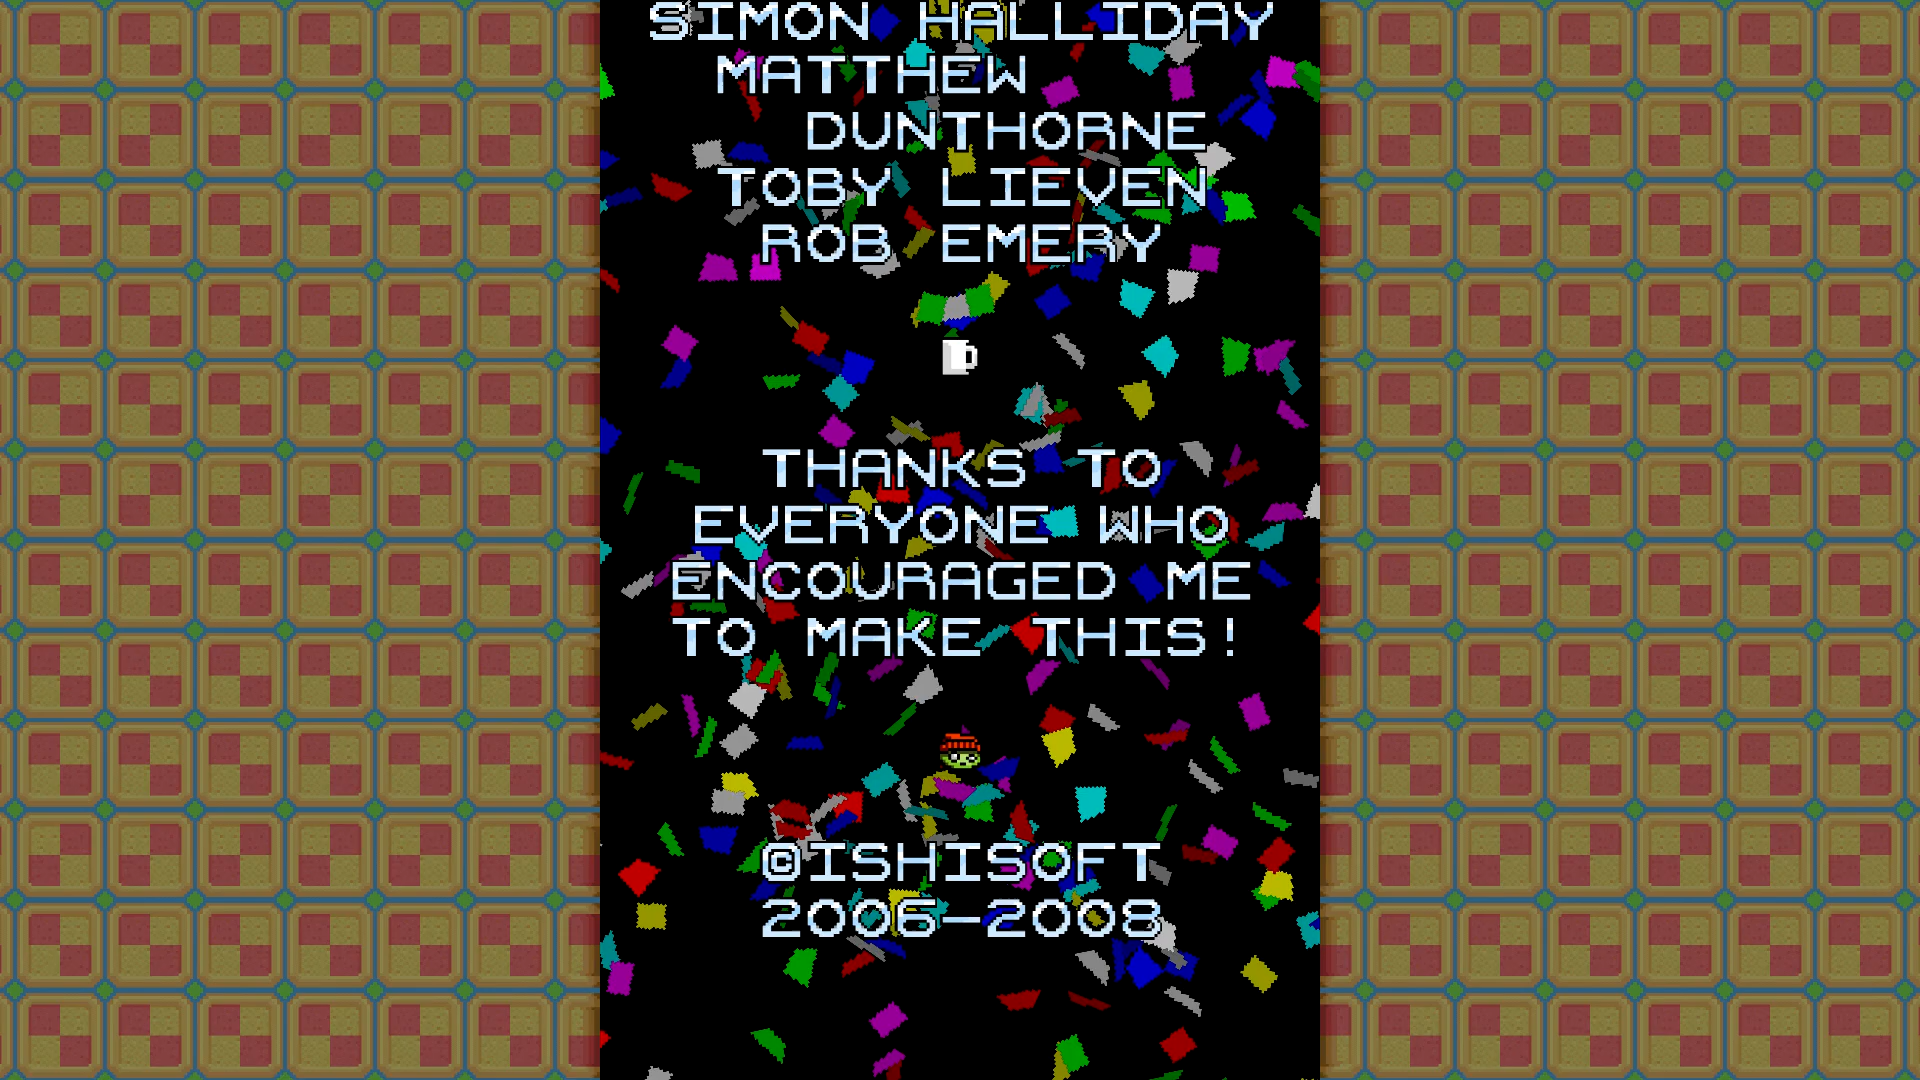 SIMON HALLIDAY
MATTHEW
DUNTHORNE
TOBY LIEVEN
ROB EMERY
THANKS TO
EVERYONE WHO
ENCOURAGED ME
TO MAKE THIS!
©ISHISOFT
2006-2008